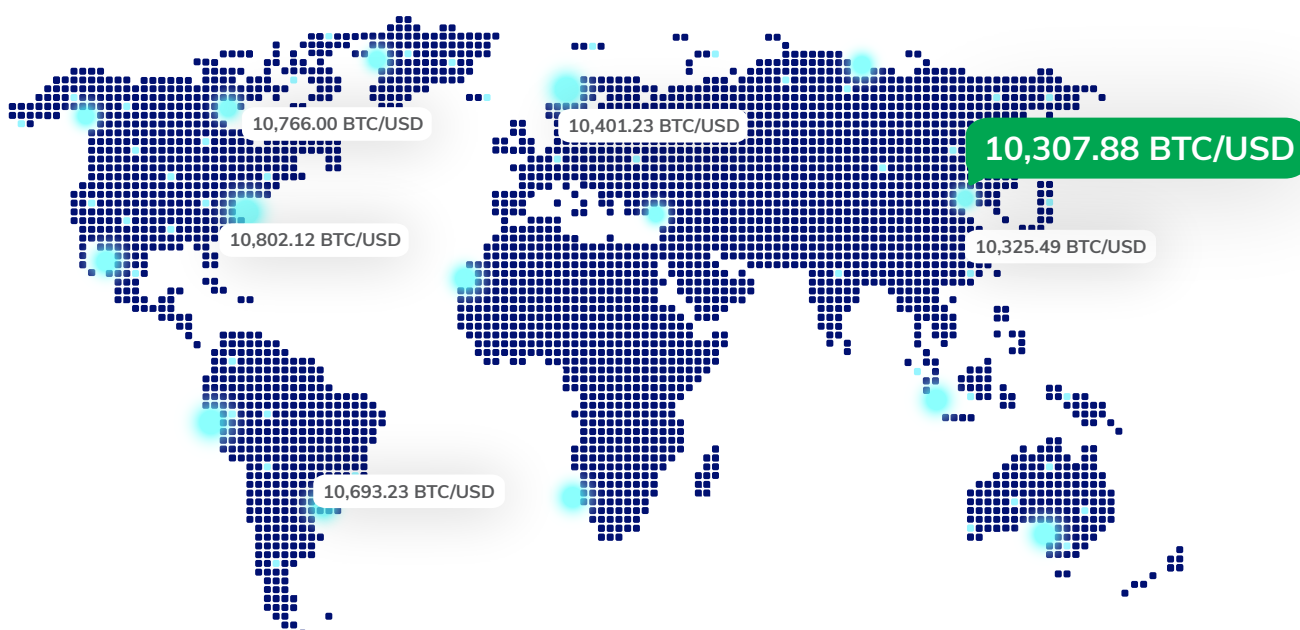 10,766.00 BTC/USD
10,401.23 BTC/USD
10,307.88 BTC/USD
10,802.12 BTC/USD
10,325.49 BTC/USD
10,693.23 BTC/USD